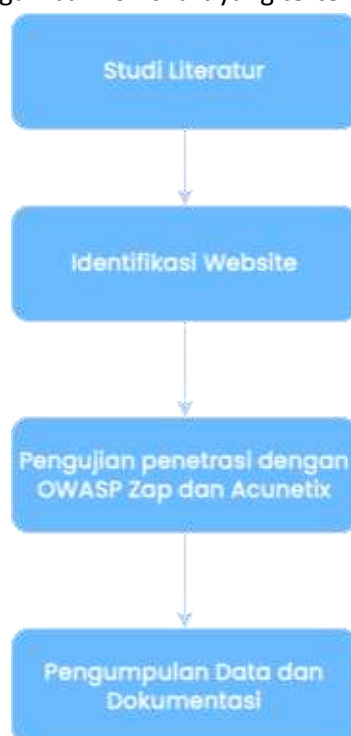 Studi Literatur
Identifikasi Website
Pengujian penetrasi dengan
OWASP Zap dan Acunetix
Pengumpulan Data dan
Dokumentasi